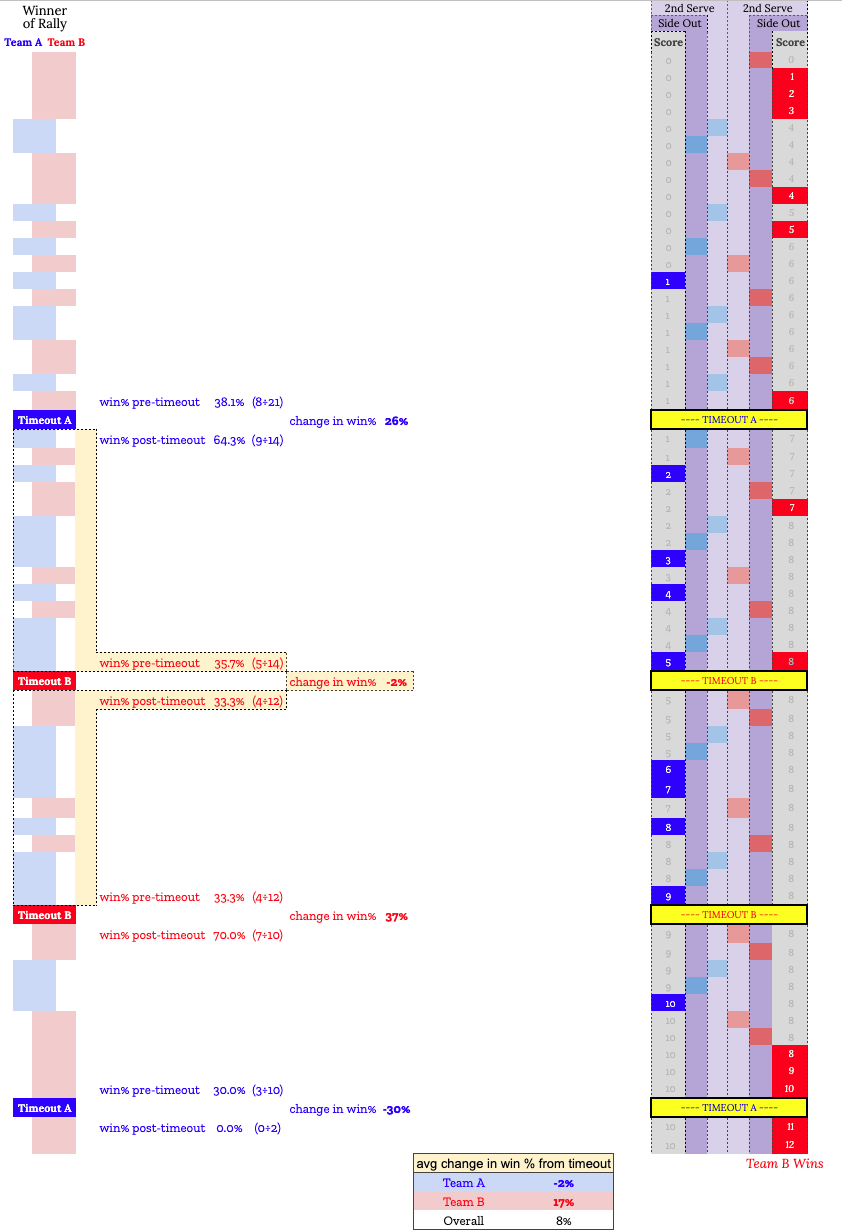 Winner
of Rally
Team A Team B
2nd Serve 2nd Serve
Side Out Side Out
Score Score
0 0
0 1
0 2
0 3
0 4
0 4
0 4
0 4
0 4
0 5
0 5
0 6
0 6
1 6
1 6
1 6
1 6
1 6
1 6
1 6
win% pre-timeout 38.1% (8÷21) 1 6
Timeout A change in win% 26% ---- TIMEOUT A ----
win% post-timeout 64.3% (9÷14) 1 7
1 7
2 7
2 7
2 7
2 8
2 8
3 8
3 8
4 8
4 8
4 8
4 8
win% pre-timeout 35.7% (5÷14) 5 8
Timeout B change in win% -2% ---- TIMEOUT B ----
win% post-timeout 33.3% (4÷12) 5 8
5 8
5 8
5 8
6 8
7 8
7 8
8 8
8 8
8 8
8 8
win% pre-timeout 33.3% (4÷12) 9 8
Timeout B change in win% 37% ---- TIMEOUT B ----
win% post-timeout 70.0% (7÷10) 9 8
9 8
9 8
9 8
10 8
10 8
10 8
10 8
10 9
win% pre-timeout 30.0% (3÷10) 10 10
Timeout A change in win% -30% ---- TIMEOUT A ----
win% post-timeout 0.0% (0÷2) 10 11
10 12
Team B Wins
avg change in win % from timeout
Team A -2%
Team B 17%
Overall 8%